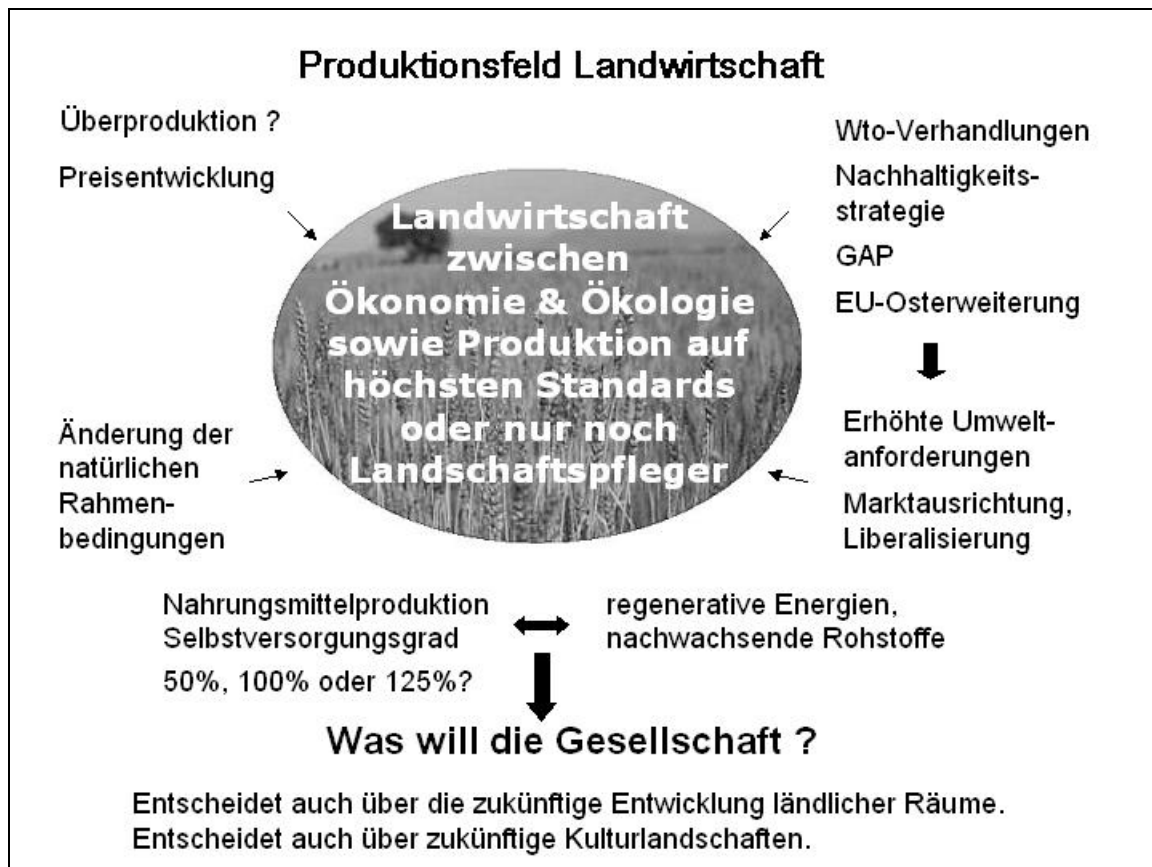 Produktionsfeld Landwirtschaft
Überproduktion ?
Preisentwicklung
Wto-Verhandlungen
Nachhaltigkeits-
strategie
GAP
EU-Osterweiterung
Landwirtschaft
zwischen
Ökonomie & Ökologie
sowie Produktion auf
höchsten Standards
oder nur noch
Landschaftspfleger
Änderung der
natürlichen
Rahmen-
bedingungen
Erhöhte Umwelt-
anforderungen
Marktausrichtung,
Liberalisierung
Nahrungsmittelproduktion
Selbstversorgungsgrad
50%, 100% oder 125%?
regenerative Energien,
nachwachsende Rohstoffe
Was will die Gesellschaft ?
Entscheidet auch über die zukünftige Entwicklung ländlicher Räume.
Entscheidet auch über zukünftige Kulturlandschaften.